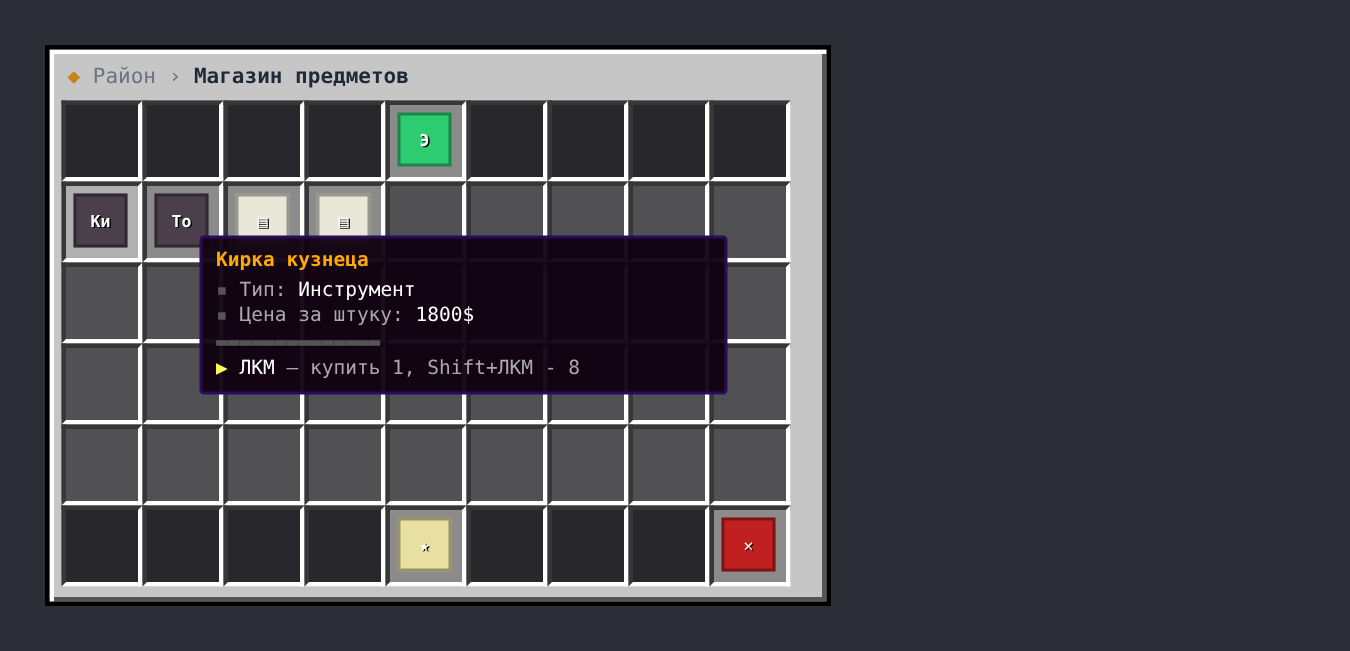 ◆ Район › Магазин предметов
Э
Ки То
Кирка кузнеца
▪ Тип: Инструмент
▪ Цена за штуку: 1800$
▶ ЛКМ — купить 1, Shift+ЛКМ - 8
★ ×